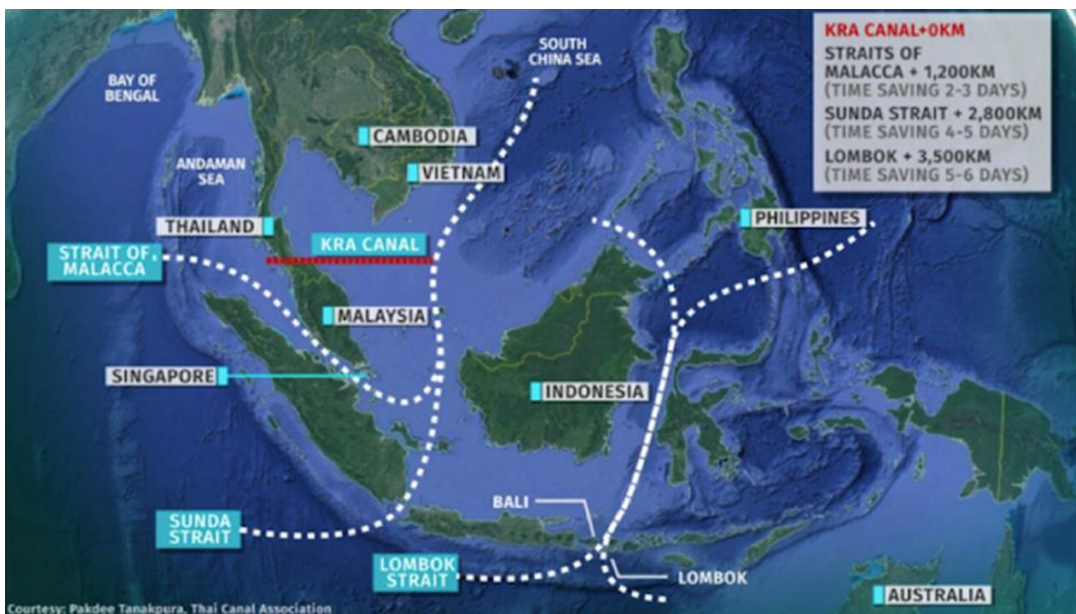 SOUTH
CHINA SEA
BAY OF
BENGAL
KRA CANAL+0KM
STRAITS OF
MALACCA + 1,200KM
(TIME SAVING 2-3 DAYS)
SUNDA STRAIT + 2,800KM
(TIME SAVING 4-5 DAYS)
LOMBOK + 3,500KM
(TIME SAVING 5-6 DAYS)
CAMBODIA
VIETNAM
ANDAMAN
SEA
THAILAND
PHILIPPINES
KRA CANAL
STRAIT OF
MALACCA
MALAYSIA
SINGAPORE
INDONESIA
BALI
SUNDA
STRAIT
LOMBOK
STRAIT
LOMBOK
AUSTRALIA
Courtesy: Pakdee Tanakpura, Thai Canal Association